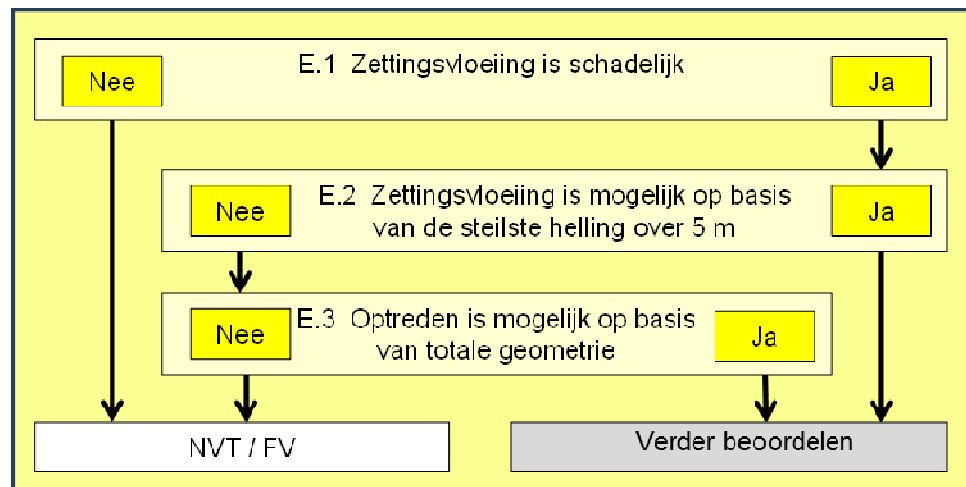 E.1 Zettingsvloeiing is schadelijk
Nee
Ja
E.2 Zettingsvloeiing is mogelijk op basis
van de steilste helling over 5 m
Nee
Ja
E.3 Optreden is mogelijk op basis
van totale geometrie
Nee
Ja
NVT / FV
Verder beoordelen